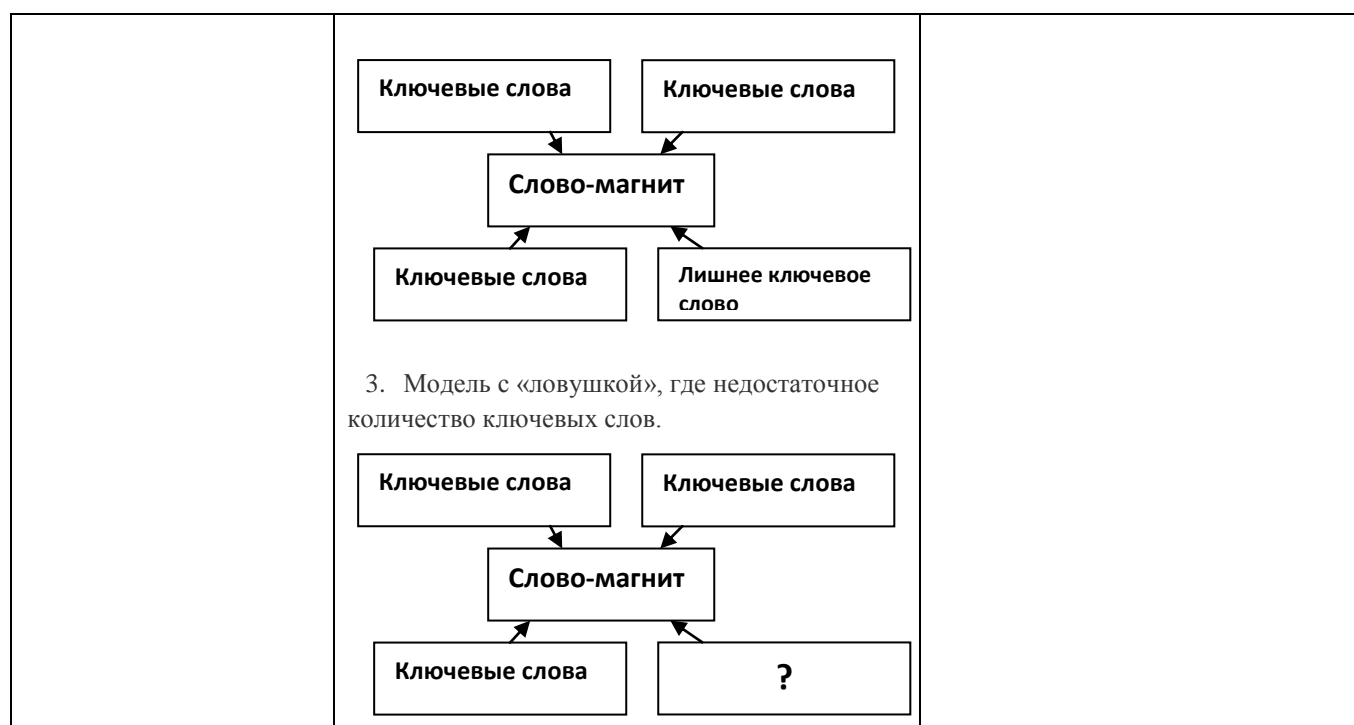 Ключевые слова
Ключевые слова
Слово-магнит
Ключевые слова
Лишнее ключевое
слово
3. Модель с «ловушкой», где недостаточное
количество ключевых слов.
Ключевые слова
Ключевые слова
Слово-магнит
Ключевые слова
?